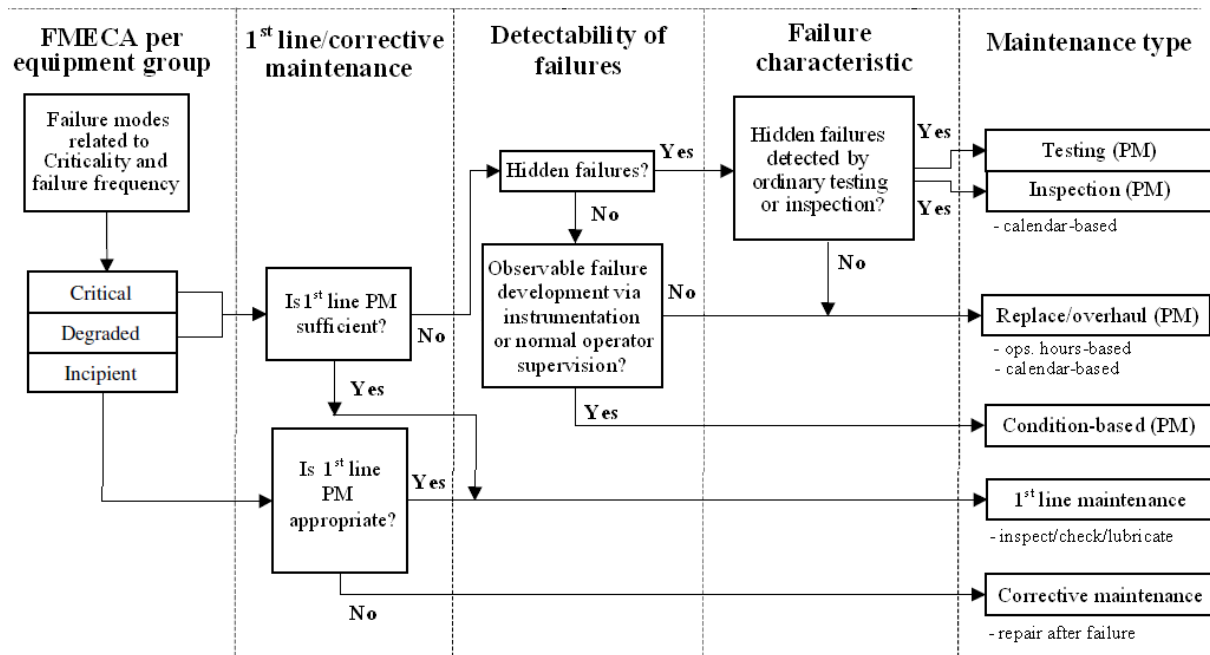 FMECA per
equipment group
1st line/corrective
maintenance
Detectability of
failures
Failure
characteristic
Maintenance type
Failure modes
related to
Criticality and
failure frequency
Critical
Degraded
Incipient
Is 1st line PM
sufficient?
No
Yes
Is 1st line
PM
appropriate?
Yes
No
Hidden failures?
Yes
No
Observable failure
development via
instrumentation
or normal operator
supervision?
No
Yes
Hidden failures
detected by
ordinary testing
or inspection?
Yes
Yes
No
Testing (PM)
Inspection (PM)
- calendar-based
Replace/overhaul (PM)
- ops. hours-based
- calendar-based
Condition-based (PM)
1st line maintenance
- inspect/check/lubricate
Corrective maintenance
- repair after failure